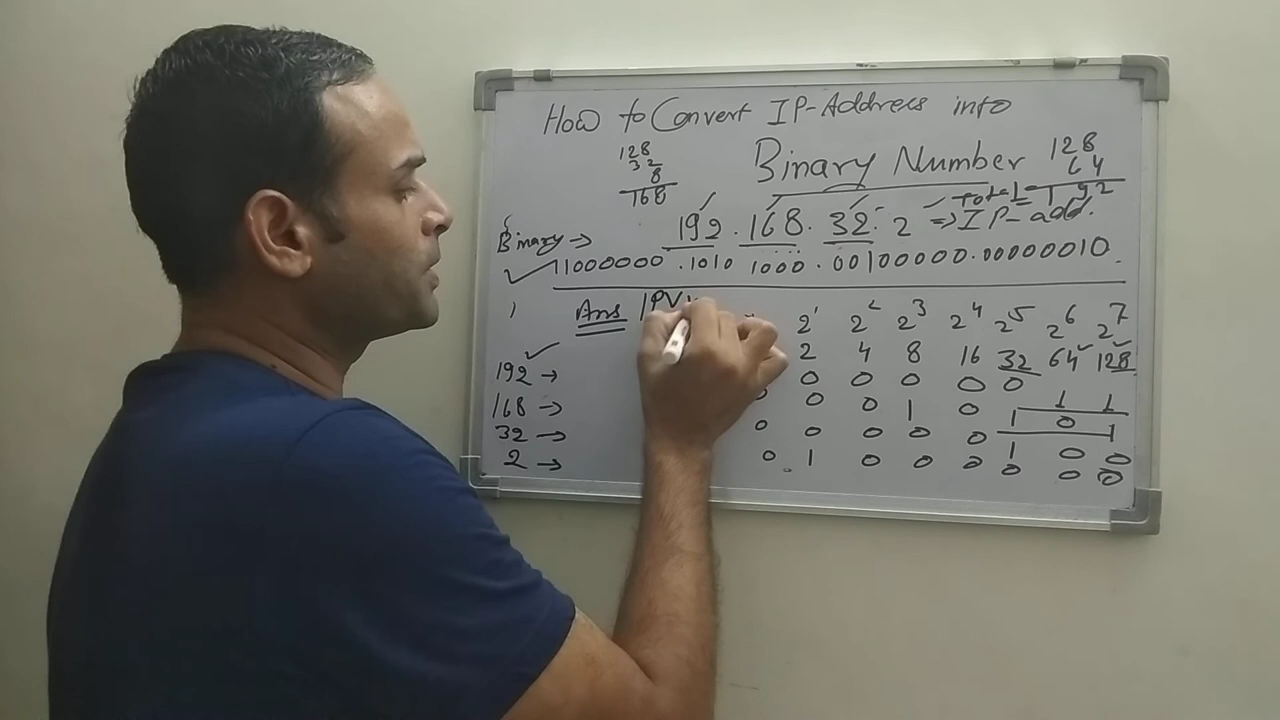 How to Convert IP-Address into
Binary Number
128
32
8
168
128
64
total = 192
192.168.32.2 => IP-add.
Binary →
11000000.1010 1000.00100000.00000010.
Ans IPV
2¹ 2² 2³ 2⁴ 2⁵ 2⁶ 2⁷
2 4 8 16 32 64 128
192 → 0 0 0 0 0 1 1
168 → 0 0 0 1 0 1 0 1
32 → 0 0 0 0 0 1 0 0
2 → 0 1 0 0 0 0 0 0